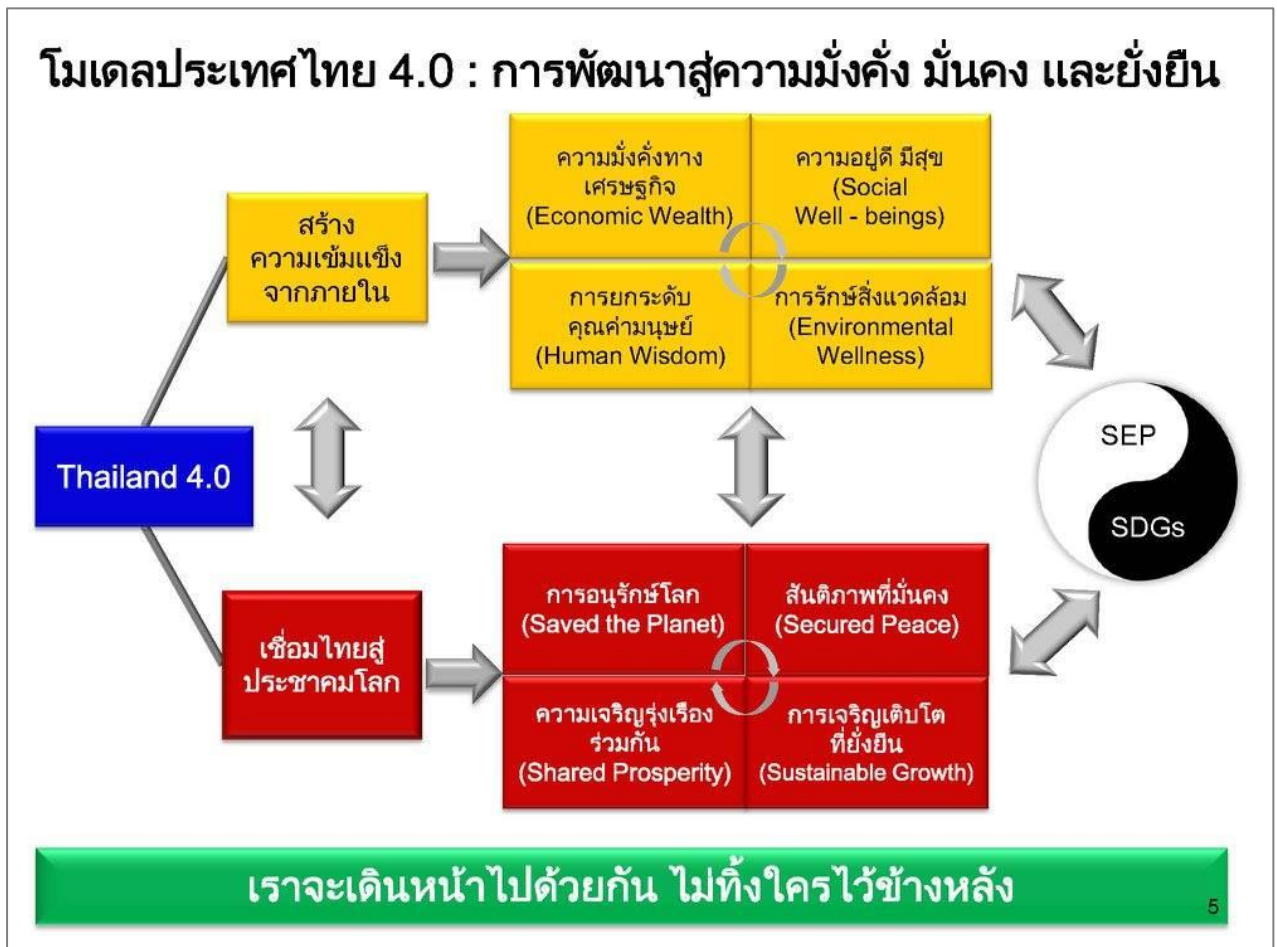 โมเดลประเทศไทย 4.0 : การพัฒนาสู่ความมั่งคั่ง มั่นคง และยั่งยืน
ความมั่งคั่งทาง
เศรษฐกิจ
(Economic Wealth)
ความอยู่ดี มีสุข
(Social
Well - beings)
สร้าง
ความเข้มแข็ง
จากภายใน
การยกระดับ
คุณค่ามนุษย์
(Human Wisdom)
การรักษ์สิ่งแวดล้อม
(Environmental
Wellness)
Thailand 4.0
SEP
SDGs
เชื่อมไทยสู่
ประชาคมโลก
การอนุรักษ์โลก
(Saved the Planet)
สันติภาพที่มั่นคง
(Secured Peace)
ความเจริญรุ่งเรือง
ร่วมกัน
(Shared Prosperity)
การเจริญเติบโต
ที่ยั่งยืน
(Sustainable Growth)
เราจะเดินหน้าไปด้วยกัน ไม่ทิ้งใครไว้ข้างหลัง
5